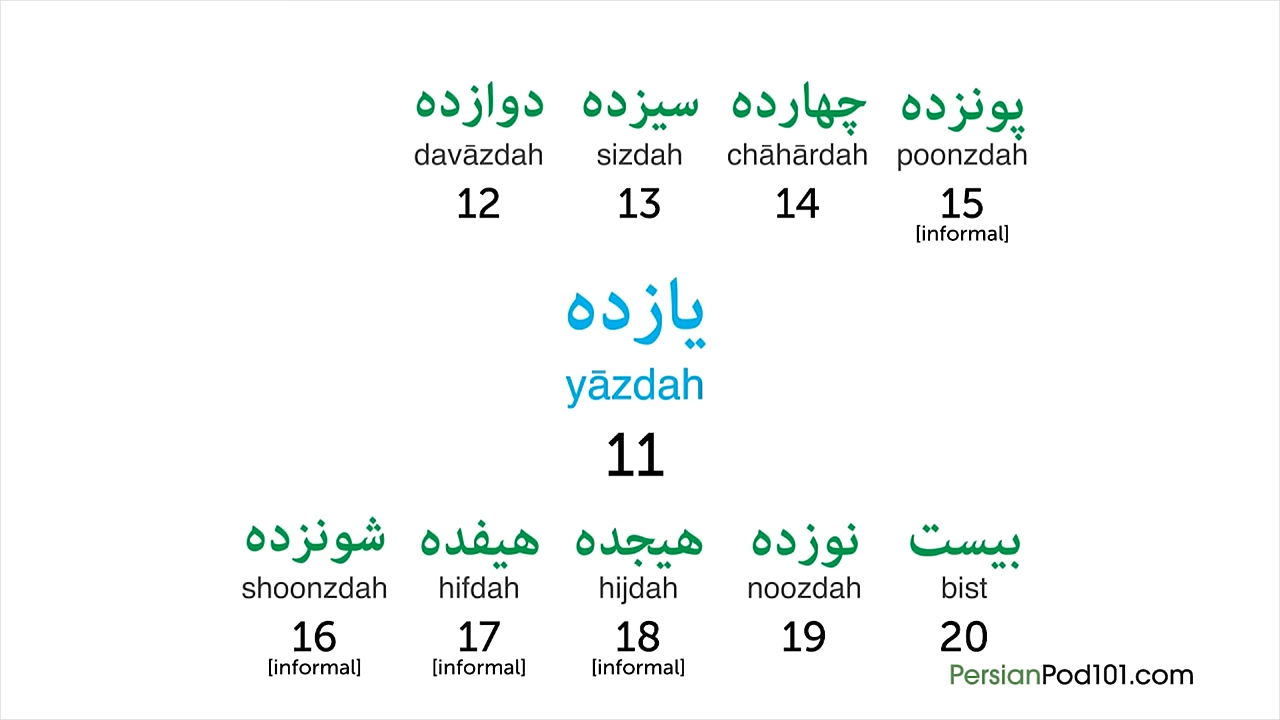 دوازده سیزده چهارده پونزده
davāzdah sizdah chāhārdah poonzdah
12 13 14 15
[informal]
یازده
yāzdah
11
شونزده هیفده هیجده نوزده بیست
shoonzdah hifdah hijdah noozdah bist
16 17 18 19 20
[informal] [informal] [informal]
PersianPod101.com